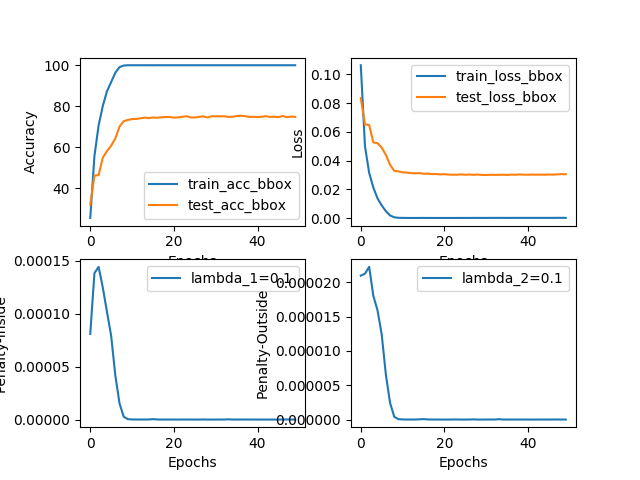 Accuracy
100
80
60
40
train_acc_bbox
test_acc_bbox
0
20
40
Epochs
Loss
0.10
0.08
0.06
0.04
0.02
0.00
train_loss_bbox
test_loss_bbox
0
20
40
Epochs
Penalty-Inside
0.00015
0.00010
0.00005
0.00000
lambda_1=0.1
0
20
40
Epochs
Penalty-Outside
0.000020
0.000015
0.000010
0.000005
0.000000
lambda_2=0.1
0
20
40
Epochs